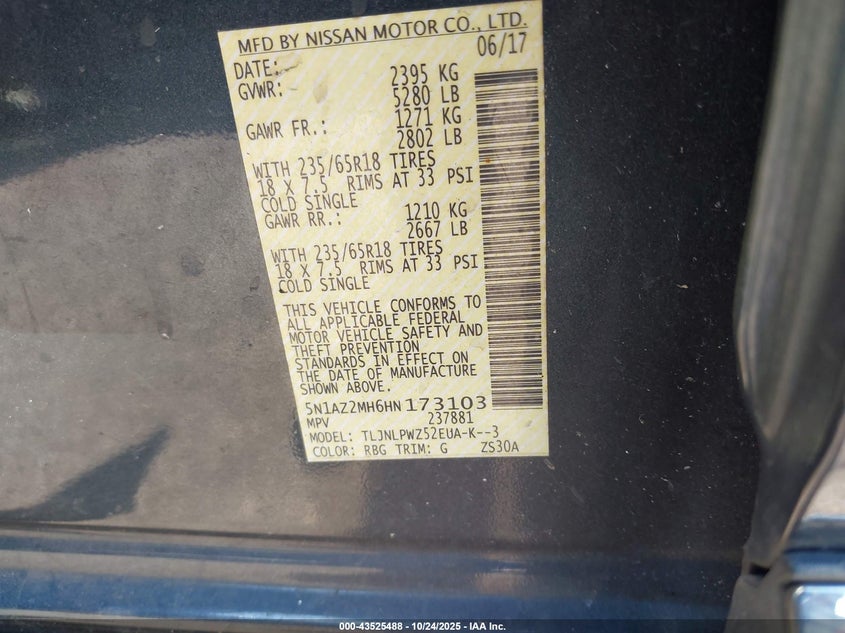 MFD BY NISSAN MOTOR CO., LTD.
DATE: 06/17
GVWR: 2395 KG
5280 LB
GAWR FR.: 1271 KG
2802 LB
WITH 235/65R18 TIRES
18 X 7.5 RIMS AT 33 PSI
COLD SINGLE
GAWR RR.: 1210 KG
2667 LB
WITH 235/65R18 TIRES
18 X 7.5 RIMS AT 33 PSI
COLD SINGLE
THIS VEHICLE CONFORMS TO
ALL APPLICABLE FEDERAL
MOTOR VEHICLE SAFETY AND
THEFT PREVENTION
STANDARDS IN EFFECT ON
THE DATE OF MANUFACTURE
SHOWN ABOVE.
5N1AZ2MH6HN173103
MPV 237881
MODEL: TLJNLPWZ52EUA-K--3
COLOR: RBG TRIM: G ZS30A
000-43525488 - 10/24/2025 - IAA Inc.